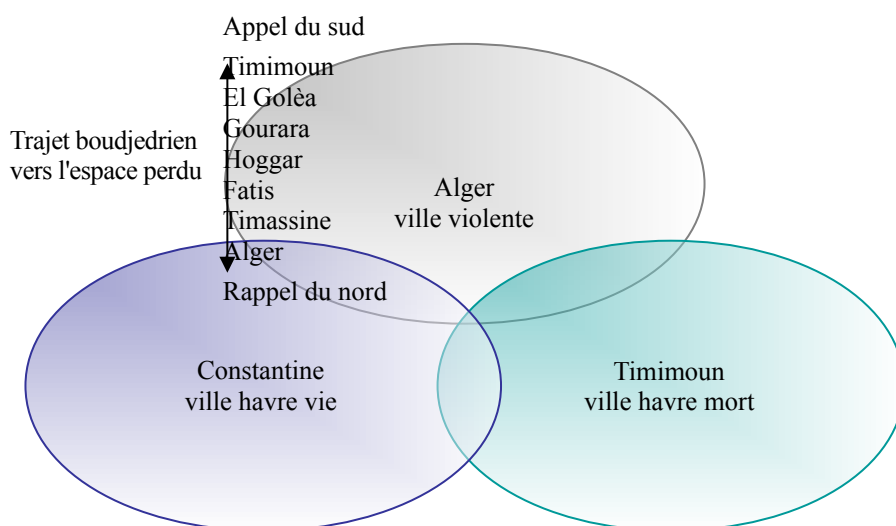 Appel du sud
Timimoun
El Golèa
Gourara
Hoggar
Fatis
Timassine
Alger
Rappel du nord
Trajet boudjedrien
vers l'espace perdu
Alger
ville violente
Constantine
ville havre vie
Timimoun
ville havre mort